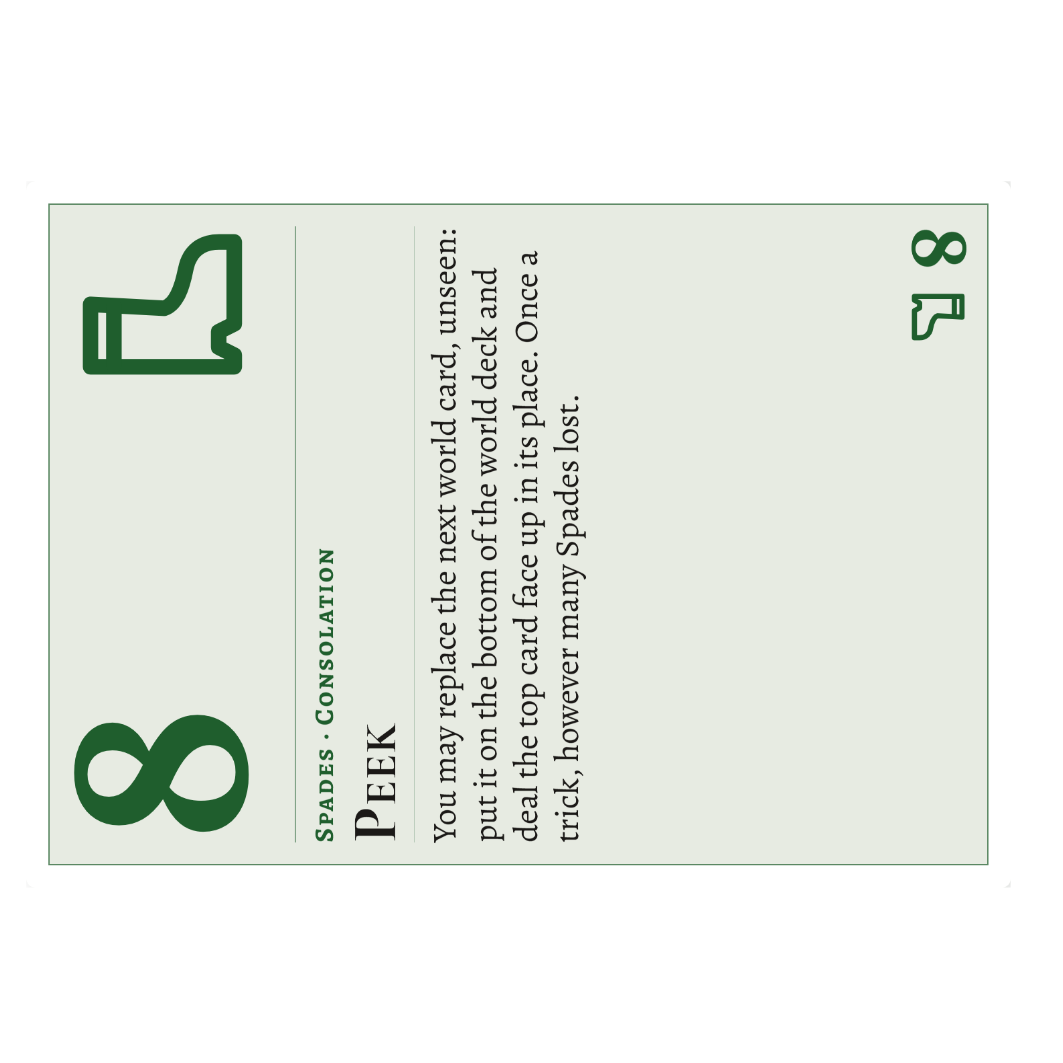 8
Spades · Consolation
Peek
You may replace the next world card, unseen:
put it on the bottom of the world deck and
deal the top card face up in its place. Once a
trick, however many Spades lost.
8